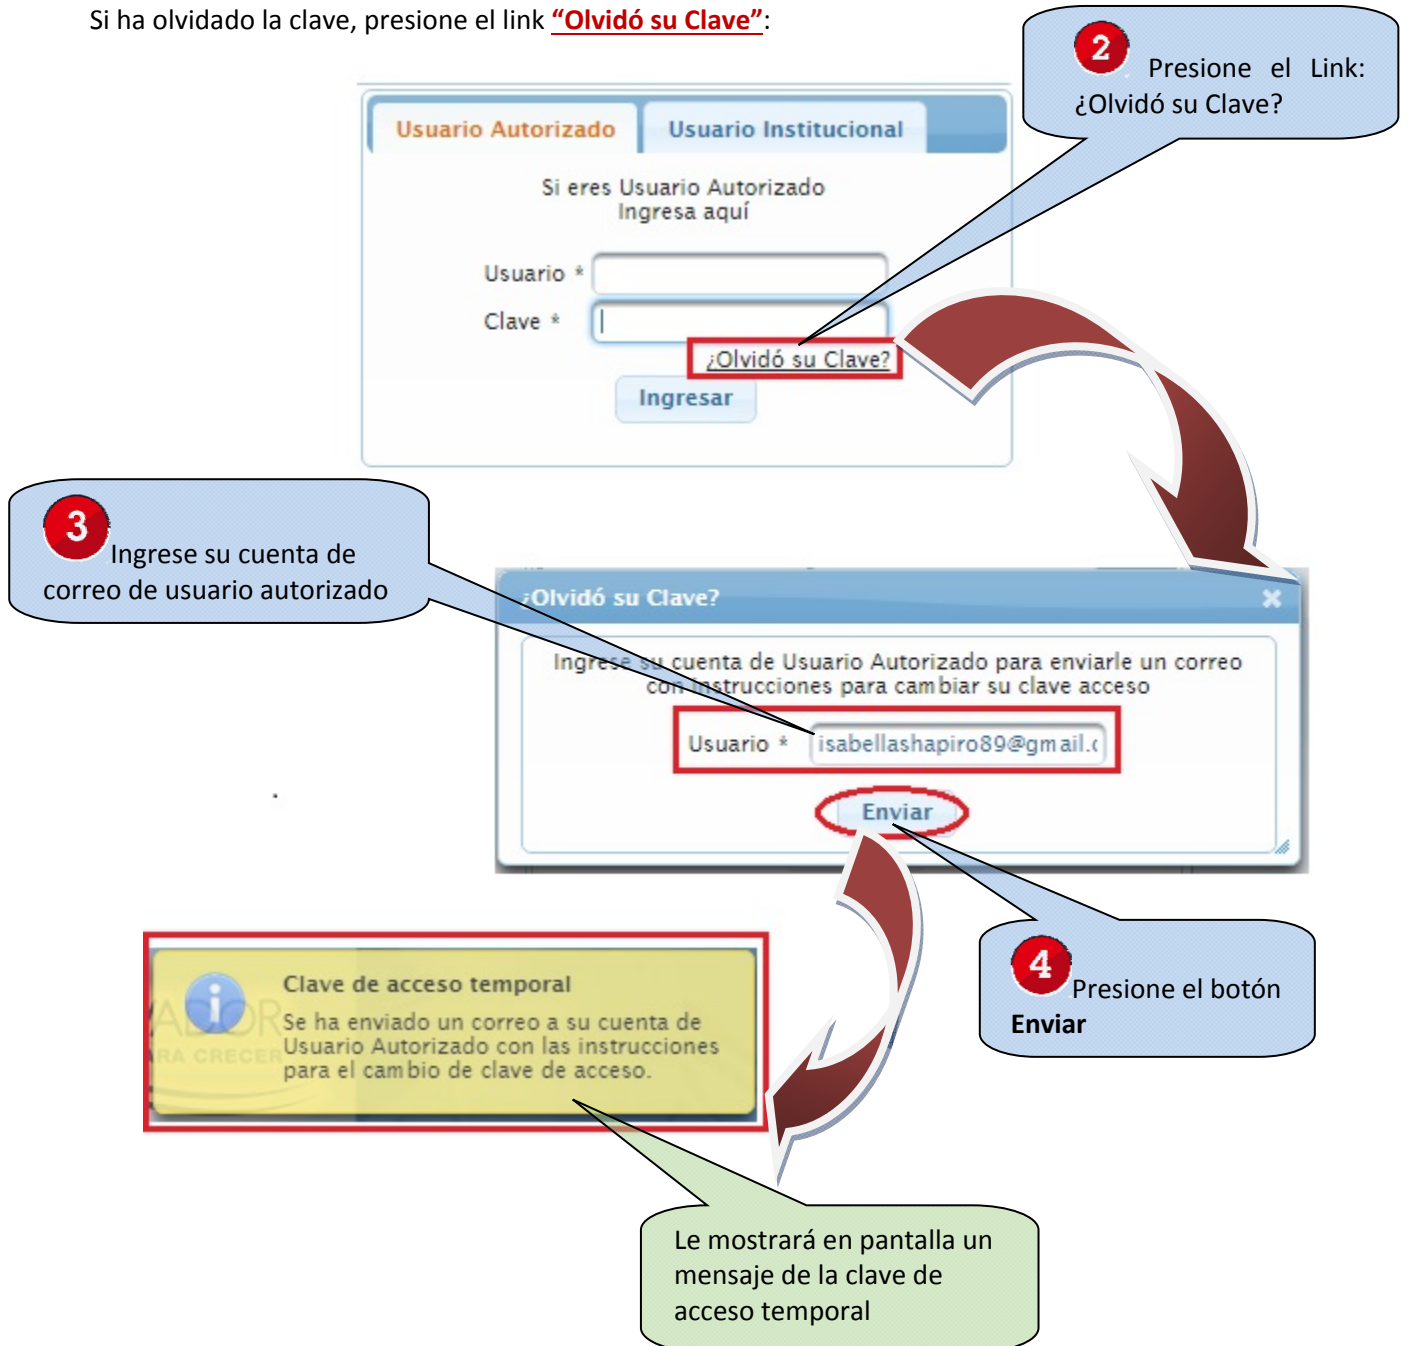 Si ha olvidado la clave, presione el link “Olvidó su Clave”:
2
Presione el Link:
¿Olvidó su Clave?
Usuario Autorizado
Usuario Institucional
Si eres Usuario Autorizado
Ingresa aquí
Usuario *
Clave *
¿Olvidó su Clave?
Ingresar
3
Ingrese su cuenta de
correo de usuario autorizado
¿Olvidó su Clave?
Ingrese su cuenta de Usuario Autorizado para enviarle un correo
con instrucciones para cambiar su clave acceso
Usuario * isabellashapiro89@gmail.c
Enviar
4
Presione el botón
Enviar
Clave de acceso temporal
Se ha enviado un correo a su cuenta de
Usuario Autorizado con las instrucciones
para el cambio de clave de acceso.
ADOR
RA CRECER
Le mostrará en pantalla un
mensaje de la clave de
acceso temporal